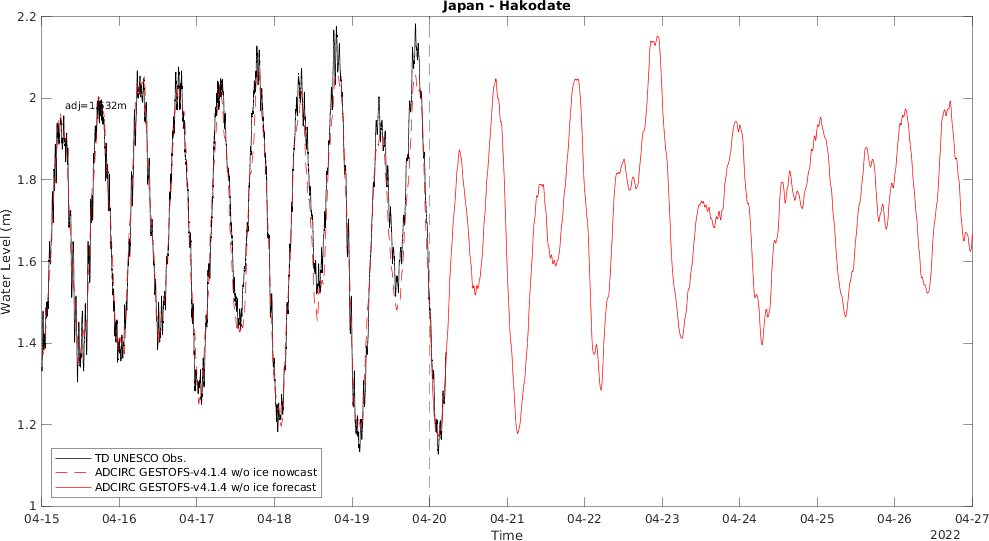 Japan - Hakodate
2.2
2
1.8
1.6
1.4
1.2
1
Water Level (m)
TD UNESCO Obs.
ADCIRC GESTOFS-v4.1.4 w/o ice nowcast
ADCIRC GESTOFS-v4.1.4 w/o ice forecast
04-15 04-16 04-17 04-18 04-19 04-20 04-21 04-22 04-23 04-24 04-25 04-26 04-27
Time
2022